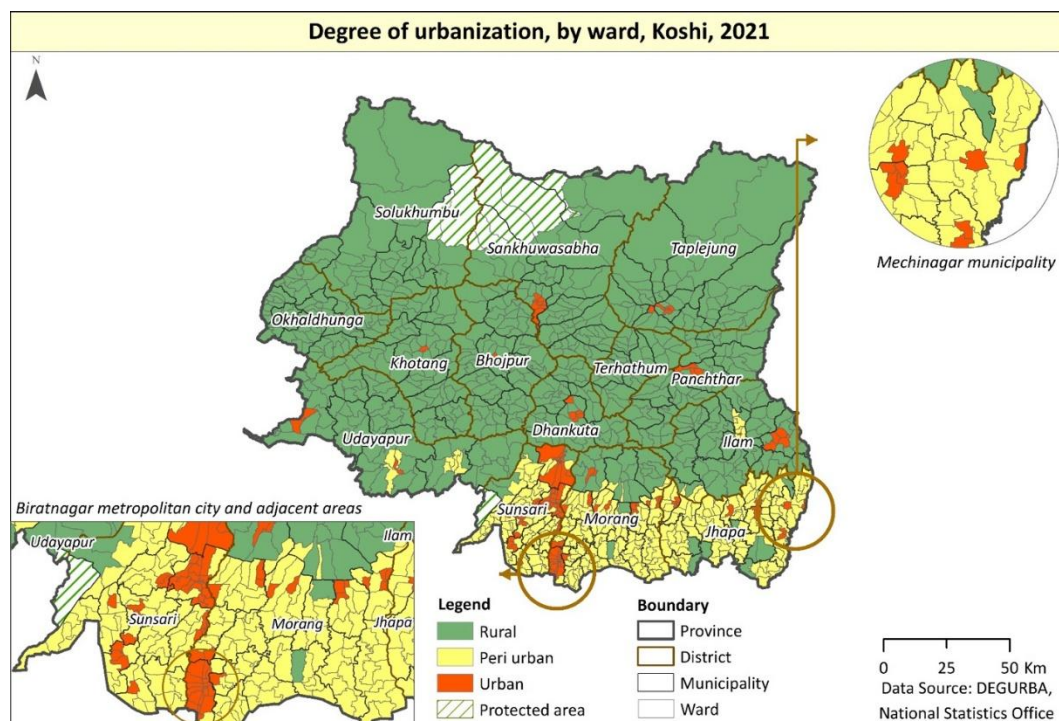 Degree of urbanization, by ward, Koshi, 2021
N
Solukhumbu
Sankhuwasabha
Taplejung
Mechinagar municipality
Okhaldhunga
Khotang
Bhojpur
Terhathum
Panchthar
Udayapur
Dhankuta
Ilam
Sunsari
Morang
Jhapa
Biratnagar metropolitan city and adjacent areas
Udayapur
Ilam
Sunsari
Morang
Jhapa
Legend
Rural
Peri urban
Urban
Protected area
Boundary
Province
District
Municipality
Ward
0 25 50 Km
Data Source: DEGURBA,
National Statistics Office